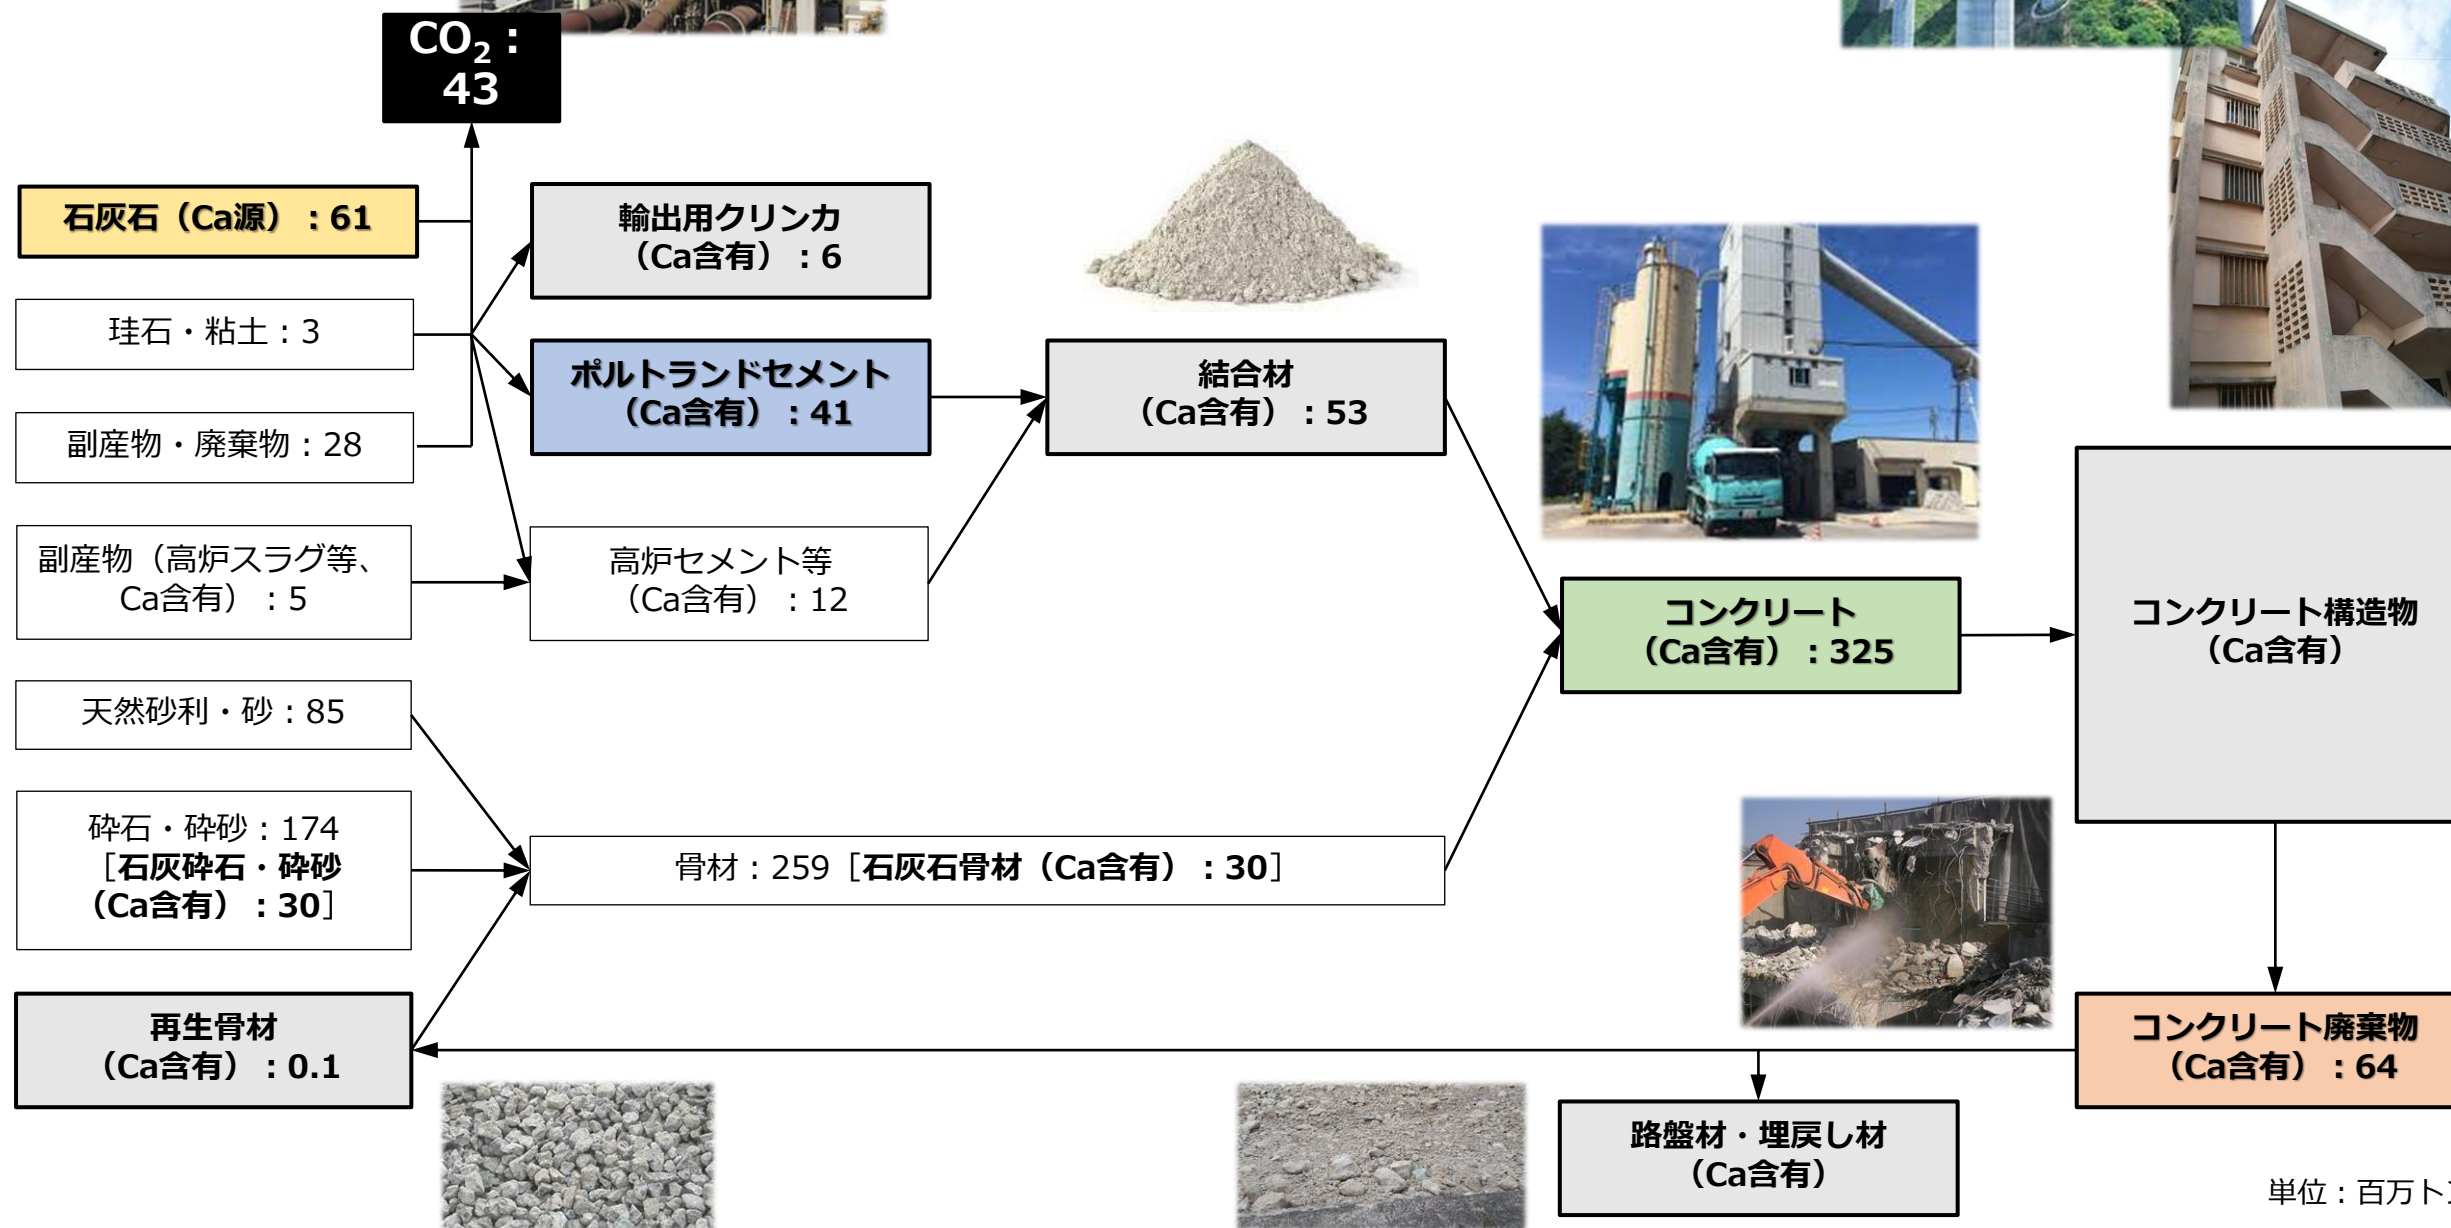 CO₂：
43
石灰石（Ca源）：61
珪石・粘土：3
副産物・廃棄物：28
副産物（高炉スラグ等、
Ca含有）：5
天然砂利・砂：85
砕石・砕砂：174
［石灰砕石・砕砂
（Ca含有）：30］
再生骨材
（Ca含有）：0.1
輸出用クリンカ
（Ca含有）：6
ポルトランドセメント
（Ca含有）：41
高炉セメント等
（Ca含有）：12
骨材：259［石灰石骨材（Ca含有）：30］
結合材
（Ca含有）：53
コンクリート
（Ca含有）：325
コンクリート構造物
（Ca含有）
コンクリート廃棄物
（Ca含有）：64
路盤材・埋戻し材
（Ca含有）
単位：百万トン